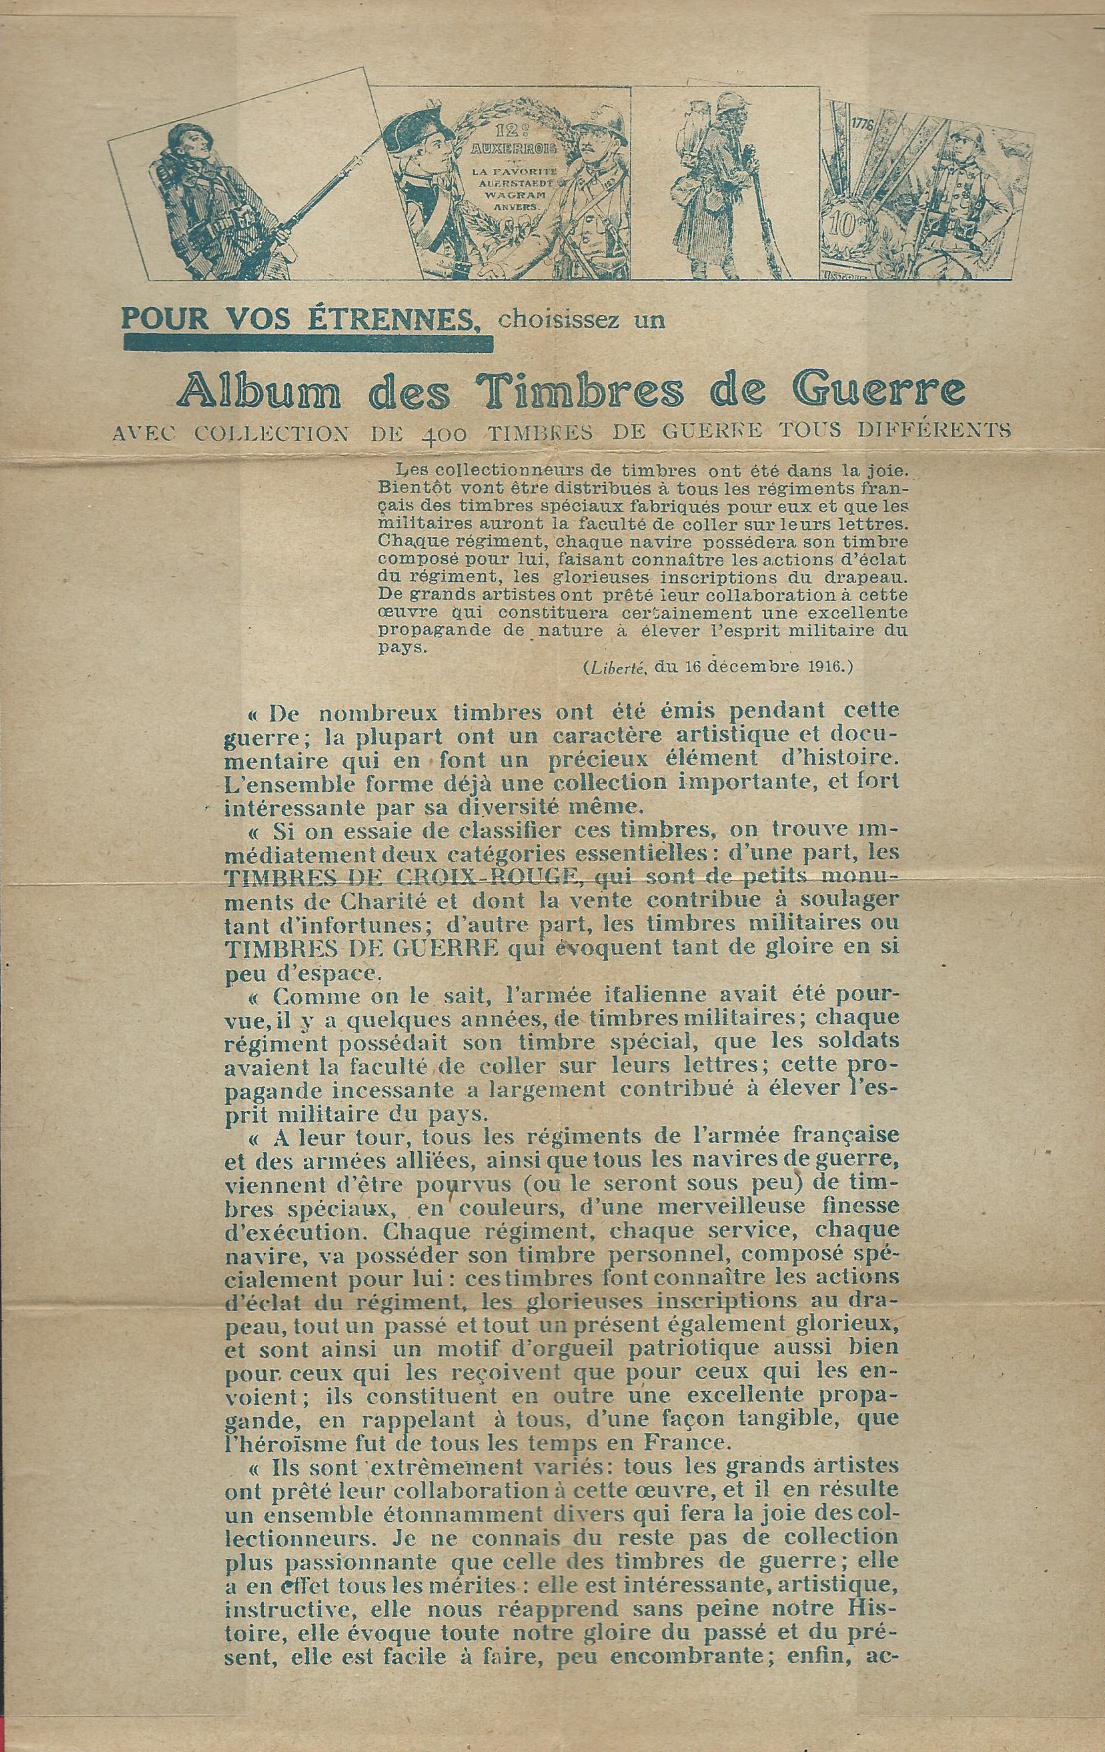 12e
AUXERROIS
LA FAVORITE
AUERSTAEDT
WAGRAM
ANVERS.
1776
10
POUR VOS ÉTRENNES, choisissez un
Album des Timbres de Guerre
AVEC COLLECTION DE 400 TIMBRES DE GUERRE TOUS DIFFÉRENTS
Les collectionneurs de timbres ont été dans la joie.
Bientôt vont être distribués à tous les régiments fran-
çais des timbres spéciaux fabriqués pour eux et que les
militaires auront la faculté de coller sur leurs lettres.
Chaque régiment, chaque navire possédera son timbre
composé pour lui, faisant connaître les actions d'éclat
du régiment, les glorieuses inscriptions du drapeau.
De grands artistes ont prêté leur collaboration à cette
œuvre qui constituera certainement une excellente
propagande de nature à élever l'esprit militaire du
pays.
(Liberté, du 16 décembre 1916.)
« De nombreux timbres ont été émis pendant cette
guerre; la plupart ont un caractère artistique et docu-
mentaire qui en font un précieux élément d'histoire.
L'ensemble forme déjà une collection importante, et fort
intéressante par sa diversité même.
« Si on essaie de classifier ces timbres, on trouve im-
médiatement deux catégories essentielles: d'une part, les
TIMBRES DE CROIX-ROUGE, qui sont de petits monu-
ments de Charité et dont la vente contribue à soulager
tant d'infortunes; d'autre part, les timbres militaires ou
TIMBRES DE GUERRE qui évoquent tant de gloire en si
peu d'espace.
« Comme on le sait, l'armée italienne avait été pour-
vue, il y a quelques années, de timbres militaires; chaque
régiment possédait son timbre spécial, que les soldats
avaient la faculté de coller sur leurs lettres; cette pro-
pagande incessante a largement contribué à élever l'es-
prit militaire du pays.
« A leur tour, tous les régiments de l'armée française
et des armées alliées, ainsi que tous les navires de guerre,
viennent d'être pourvus (ou le seront sous peu) de tim-
bres spéciaux, en couleurs, d'une merveilleuse finesse
d'exécution. Chaque régiment, chaque service, chaque
navire, va posséder son timbre personnel, composé spé-
cialement pour lui: ces timbres font connaître les actions
d'éclat du régiment, les glorieuses inscriptions au dra-
peau, tout un passé et tout un présent également glorieux,
et sont ainsi un motif d'orgueil patriotique aussi bien
pour ceux qui les reçoivent que pour ceux qui les en-
voient; ils constituent en outre une excellente propa-
gande, en rappelant à tous, d'une façon tangible, que
l'héroïsme fut de tous les temps en France.
« Ils sont extrêmement variés: tous les grands artistes
ont prêté leur collaboration à cette œuvre, et il en résulte
un ensemble étonnamment divers qui fera la joie des col-
lectionneurs. Je ne connais du reste pas de collection
plus passionnante que celle des timbres de guerre; elle
a en effet tous les mérites: elle est intéressante, artistique,
instructive, elle nous réapprend sans peine notre His-
toire, elle évoque toute notre gloire du passé et du pré-
sent, elle est facile à faire, peu encombrante; enfin, ac-